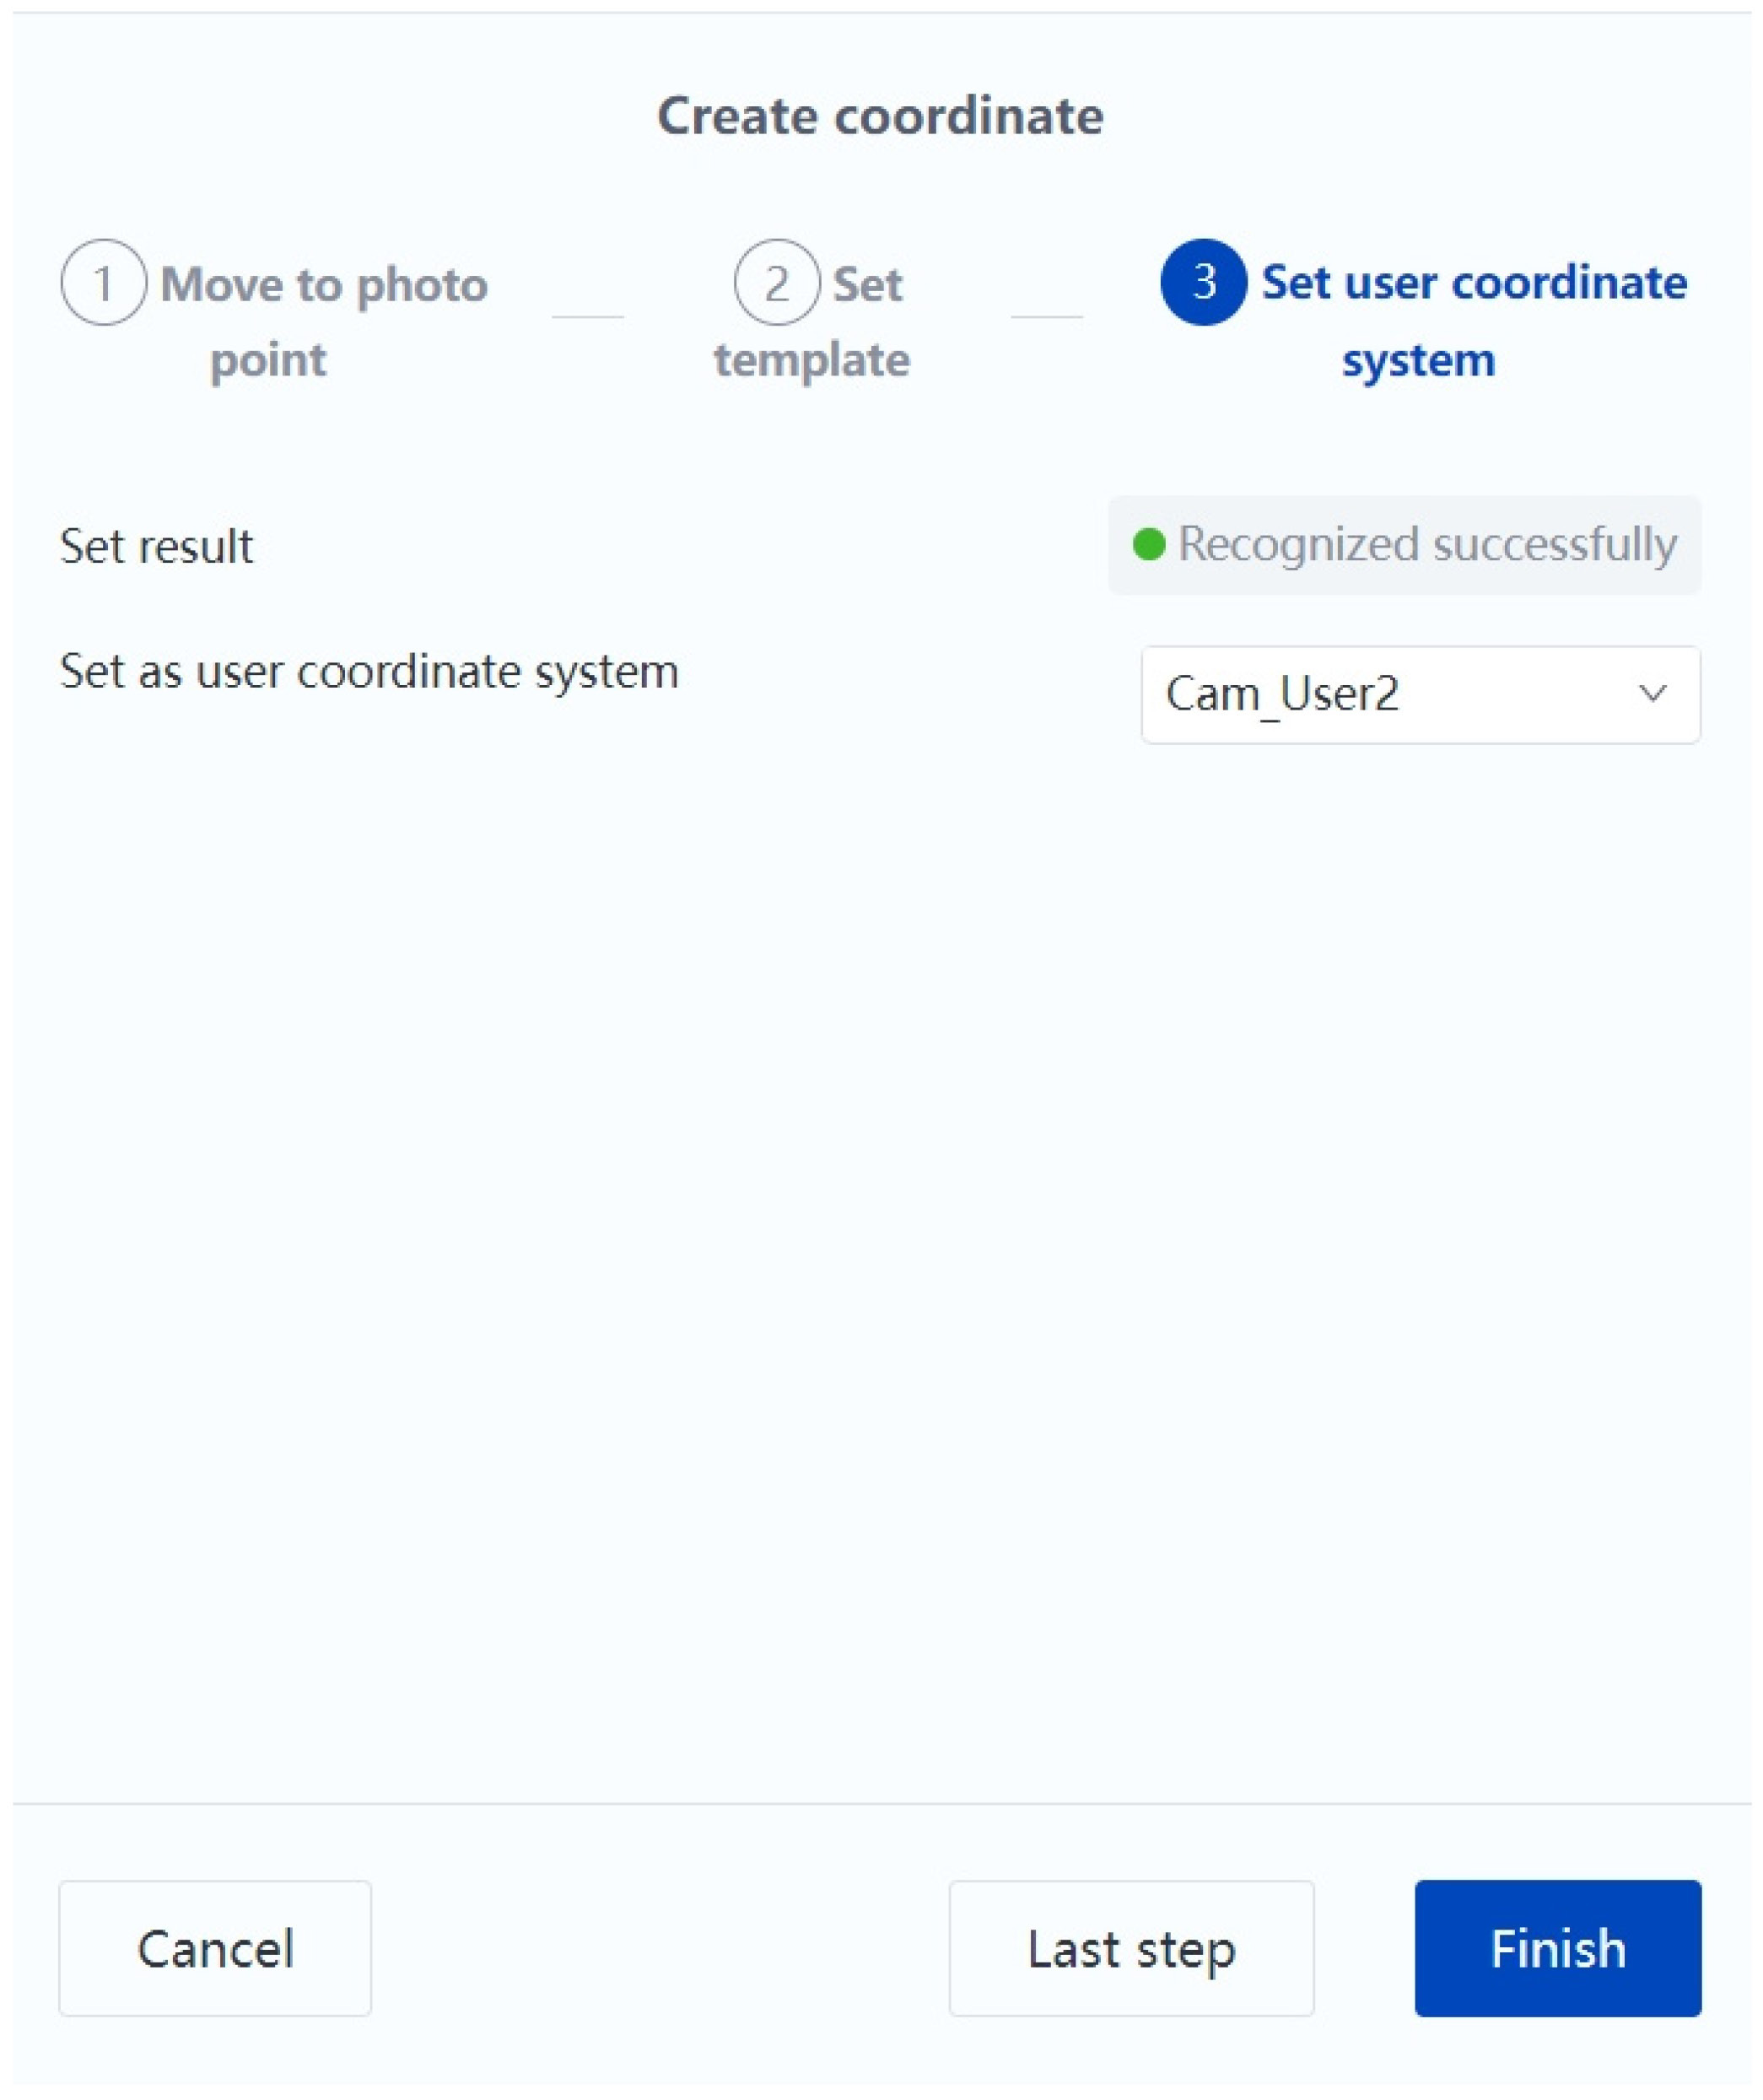 Create coordinate
1 Move to photo
point
2 Set
template
3 Set user coordinate
system
Set result
Recognized successfully
Set as user coordinate system
Cam_User2
Cancel
Last step
Finish